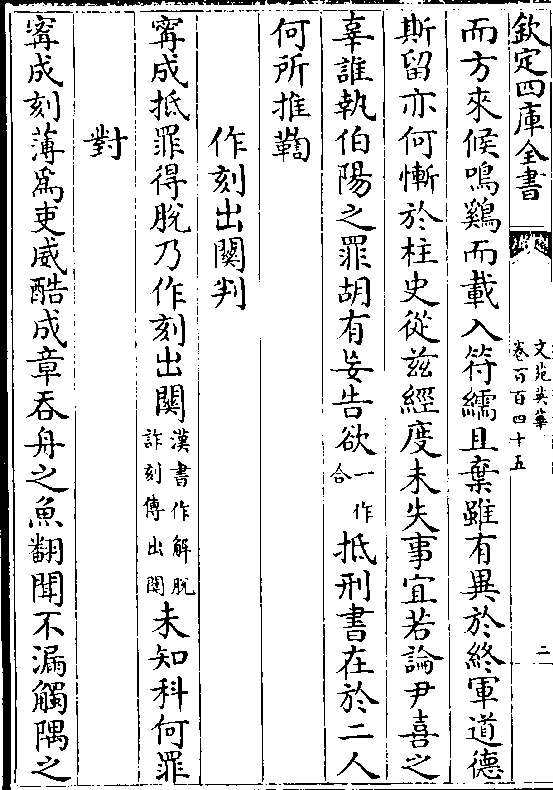 欽定四庫全書
文苑英華
卷五百四十五
二
而方來候鳴鷄而載入符繻且棄雖有異於終軍道德
斯留亦何慚於柱史從茲經度未失事宜若論尹喜之
辜誰執伯陽之罪胡有妄告欲一作合抵刑書在於二人
何所推鞫
作刻出關判
甯成抵罪得脫乃作刻出關漢書作解脫詐刻傳出關未知科何罪
對
甯成刻薄為吏威酷成章吞舟之魚翻聞不漏觸隅之